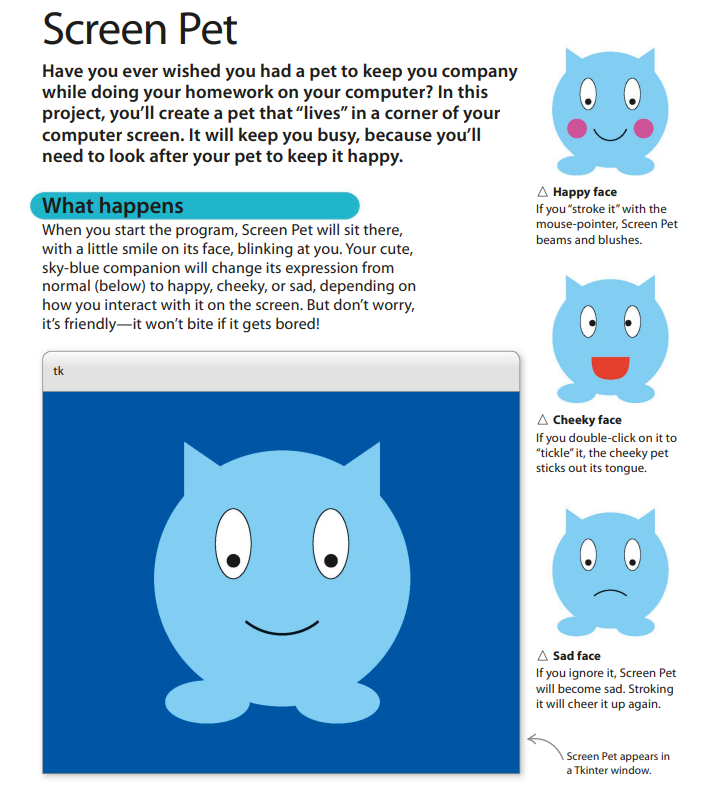 Screen Pet
Have you ever wished you had a pet to keep you company
while doing your homework on your computer? In this
project, you’ll create a pet that “lives” in a corner of your
computer screen. It will keep you busy, because you’ll
need to look after your pet to keep it happy.
What happens
When you start the program, Screen Pet will sit there,
with a little smile on its face, blinking at you. Your cute,
sky-blue companion will change its expression from
normal (below) to happy, cheeky, or sad, depending on
how you interact with it on the screen. But don’t worry,
it’s friendly—it won’t bite if it gets bored!
tk
△ Happy face
If you “stroke it” with the
mouse-pointer, Screen Pet
beams and blushes.
△ Cheeky face
If you double-click on it to
“tickle” it, the cheeky pet
sticks out its tongue.
△ Sad face
If you ignore it, Screen Pet
will become sad. Stroking
it will cheer it up again.
Screen Pet appears in
a Tkinter window.